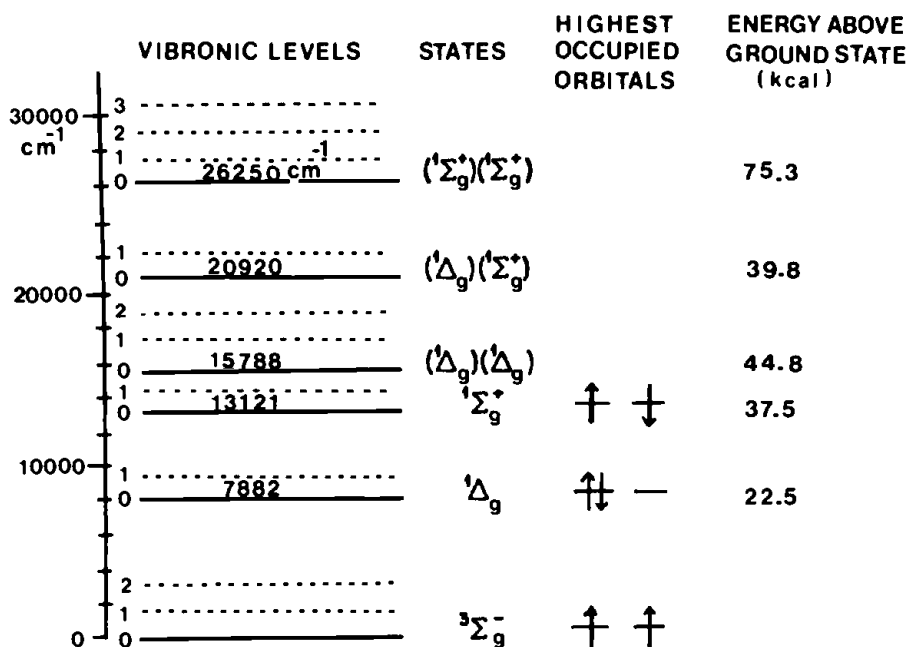 VIBRONIC LEVELS STATES HIGHEST OCCUPIED ORBITALS ENERGY ABOVE GROUND STATE (kcal)
3
30000
cm⁻¹
2
1
0 26250 cm⁻¹ (¹Σg⁺)(¹Σg⁺) 75.3
1
0 20920 (¹Δg)(¹Σg⁺) 39.8
20000
2
1
0 15788 (¹Δg)(¹Δg) 44.8
1
0 13121 ¹Σg⁺ 37.5
10000
1
0 7882 ¹Δg 22.5
2
1
0 0 ³Σg⁻